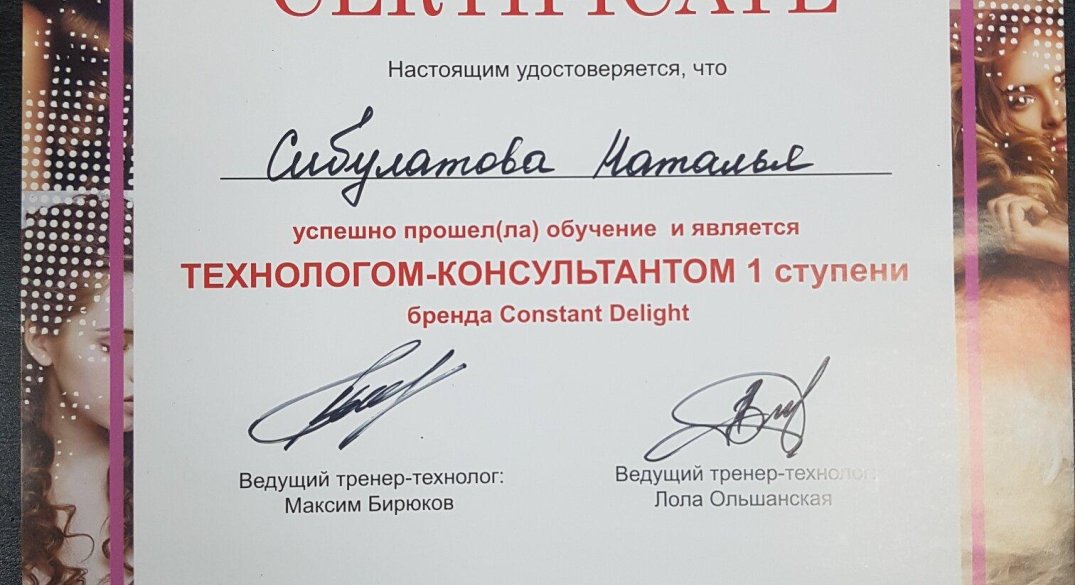 CERTIFICATE
Настоящим удостоверяется, что
Сибулатова Наталья
успешно прошел(ла) обучение и является
ТЕХНОЛОГОМ-КОНСУЛЬТАНТОМ 1 ступени
бренда Constant Delight
Ведущий тренер-технолог:
Максим Бирюков
Ведущий тренер-технолог:
Лола Ольшанская